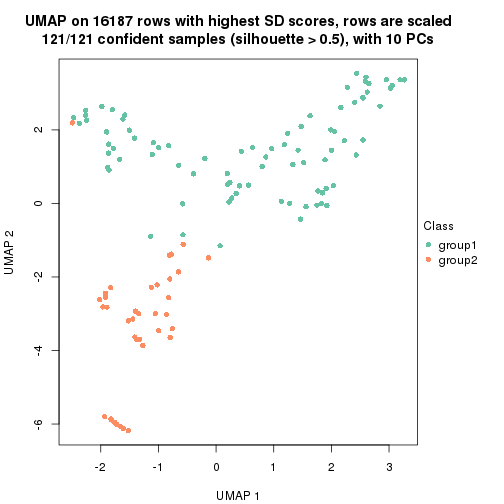 UMAP on 16187 rows with highest SD scores, rows are scaled
121/121 confident samples (silhouette > 0.5), with 10 PCs
2
0
-2
-4
-6
UMAP 2
-2 -1 0 1 2 3
UMAP 1
Class
group1
group2